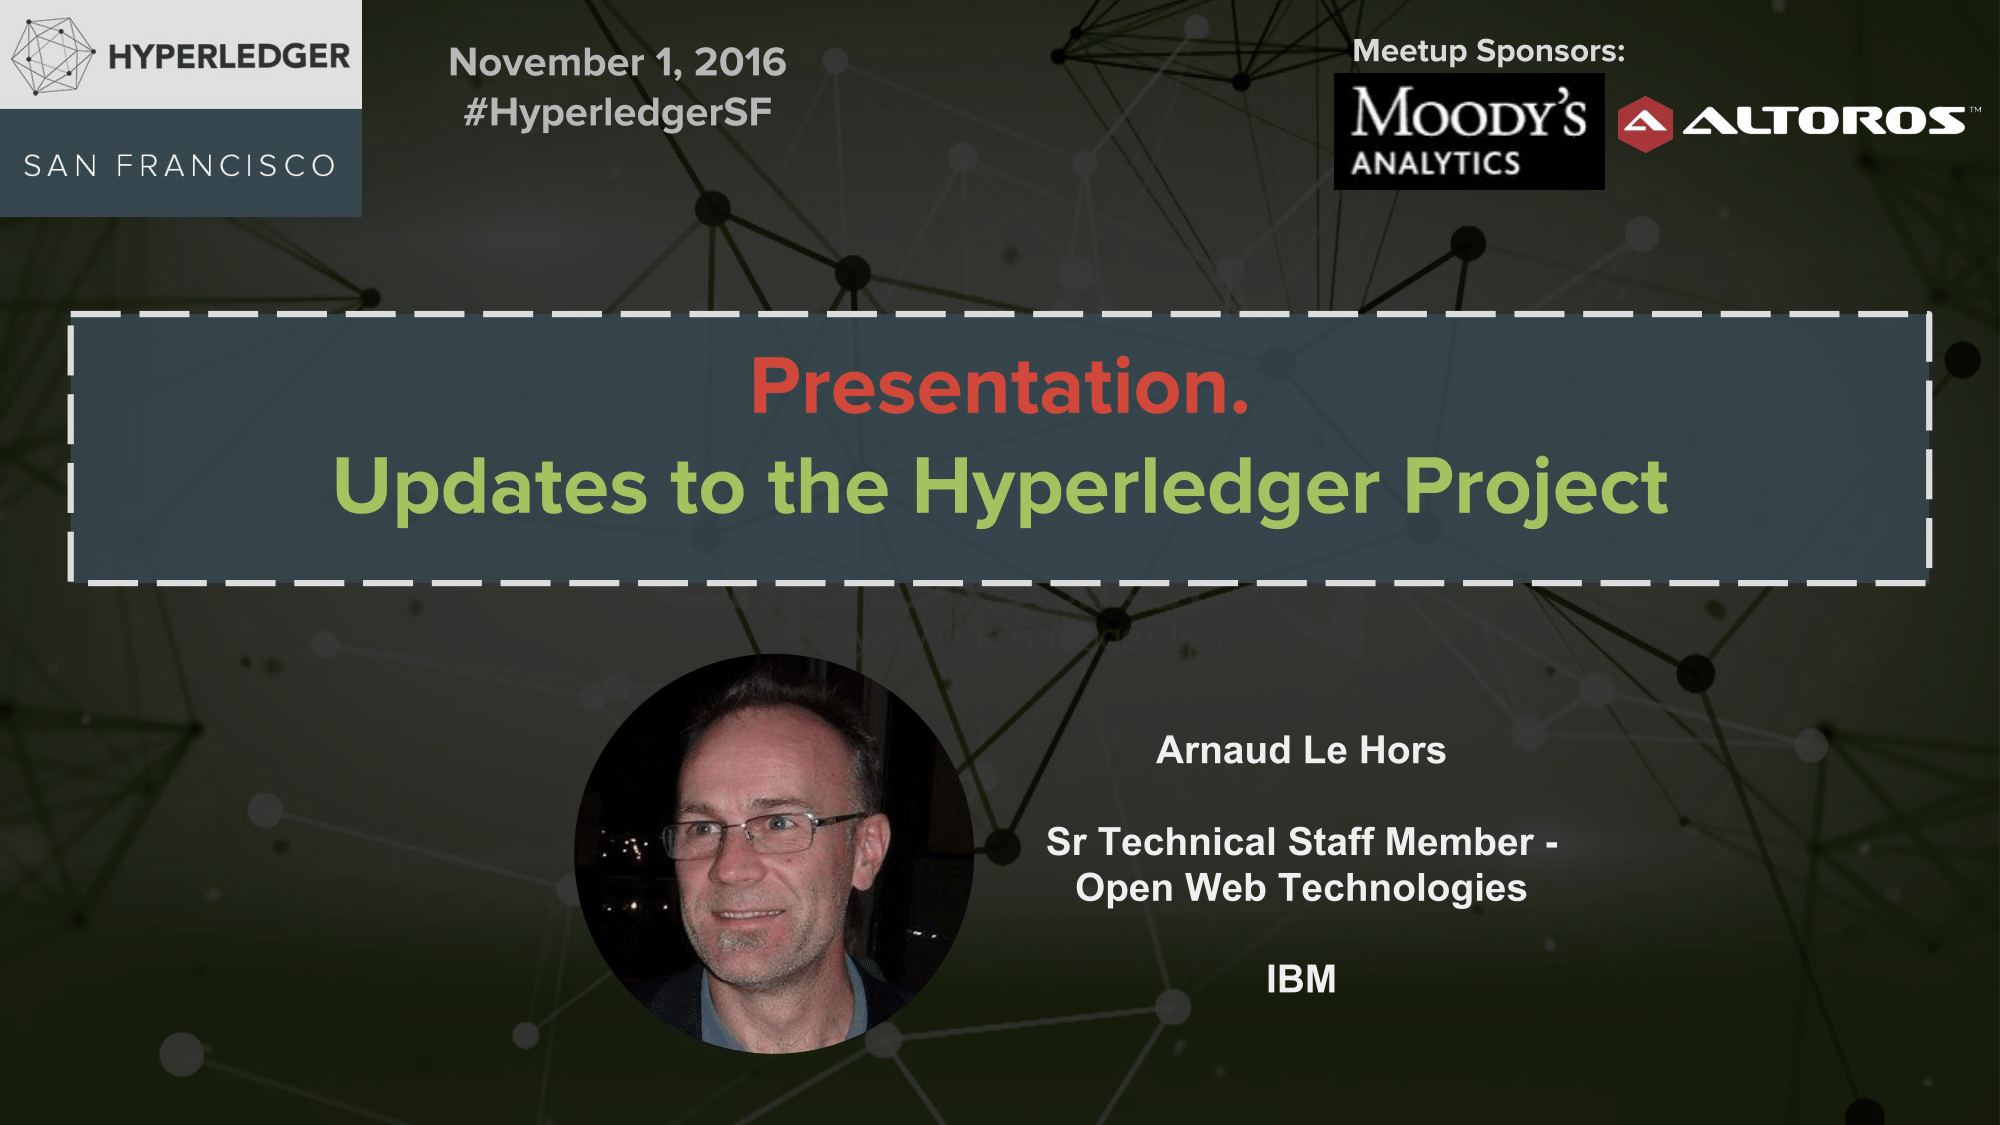 HYPERLEDGER
SAN FRANCISCO
November 1, 2016
#HyperledgerSF
Meetup Sponsors:
MOODY'S
ANALYTICS
ALTOROS™
Presentation.
Updates to the Hyperledger Project
Arnaud Le Hors
Sr Technical Staff Member -
Open Web Technologies
IBM